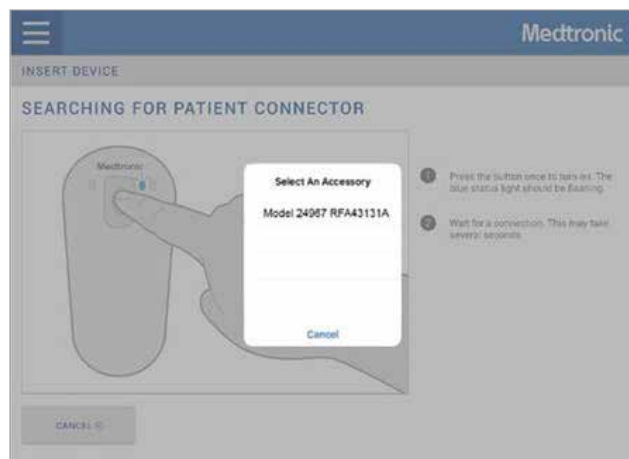 Medtronic
INSERT DEVICE
SEARCHING FOR PATIENT CONNECTOR
Medtronic
Select An Accessory
Model 24967 RFA43131A
Cancel
1 Press the button once to turn on. The
blue status light should be flashing.
2 Wait for a connection. This may take
several seconds.
CANCEL